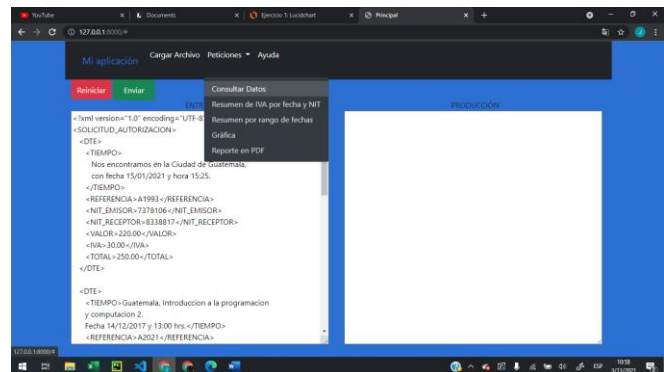 YouTube
Documents
Ejercicio 1: Lucidchart
Principal
127.0.0.1:8000/#
Mi aplicación
Cargar Archivo
Peticiones
Ayuda
Reiniciar
Enviar
Consultar Datos
Resumen de IVA por fecha y NIT
Resumen por rango de fechas
Gráfica
Reporte en PDF
ENTR
PRODUCCIÓN
<?xml version="1.0" encoding="UTF-8
<SOLICITUD_AUTORIZACION>
<DTE>
<TIEMPO>
Nos encontramos en la Ciudad de Guatemala,
con fecha 15/01/2021 y hora 15:25.
</TIEMPO>
<REFERENCIA>A1993</REFERENCIA>
<NIT_EMISOR>7378106</NIT_EMISOR>
<NIT_RECEPTOR>8338817</NIT_RECEPTOR>
<VALOR>220.00</VALOR>
<IVA>30.00</IVA>
<TOTAL>250.00</TOTAL>
</DTE>
<DTE>
<TIEMPO>Guatemala, Introduccion a la programacion
y computacion 2.
Fecha 14/12/2017 y 13:00 hrs.</TIEMPO>
<REFERENCIA>A2021</REFERENCIA>
127.0.0.1:8000/#
ESP
10:58
3/11/2021